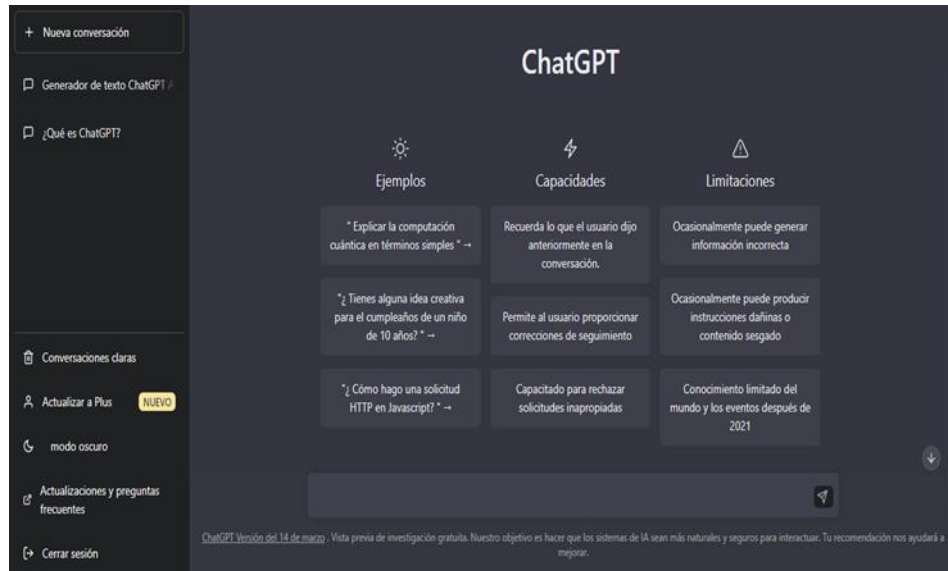 + Nueva conversación
Generador de texto ChatGPT A
¿Qué es ChatGPT?
Conversaciones claras
Actualizar a Plus NUEVO
modo oscuro
Actualizaciones y preguntas
frecuentes
Cerrar sesión
ChatGPT
Ejemplos
" Explicar la computación
cuántica en términos simples " →
"¿ Tienes alguna idea creativa
para el cumpleaños de un niño
de 10 años? " →
"¿ Cómo hago una solicitud
HTTP en Javascript? " →
Capacidades
Recuerda lo que el usuario dijo
anteriormente en la
conversación.
Permite al usuario proporcionar
correcciones de seguimiento
Capacitado para rechazar
solicitudes inapropiadas
Limitaciones
Ocasionalmente puede generar
información incorrecta
Ocasionalmente puede producir
instrucciones dañinas o
contenido sesgado
Conocimiento limitado del
mundo y los eventos después de
2021
ChatGPT Versión del 14 de marzo . Vista previa de investigación gratuita. Nuestro objetivo es hacer que los sistemas de IA sean más naturales y seguros para interactuar. Tu recomendación nos ayudará a
mejorar.